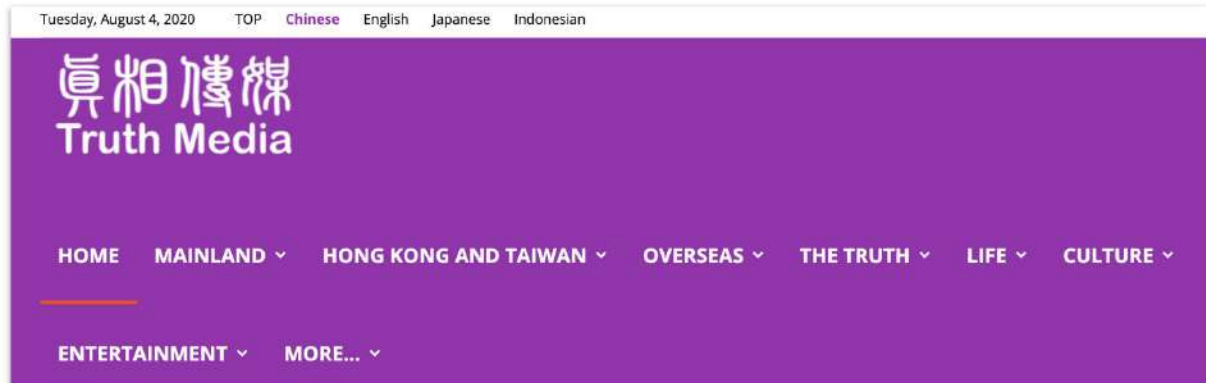 Tuesday, August 4, 2020 TOP Chinese English Japanese Indonesian
眞相傳媒
Truth Media
HOME MAINLAND HONG KONG AND TAIWAN OVERSEAS THE TRUTH LIFE CULTURE
ENTERTAINMENT MORE...